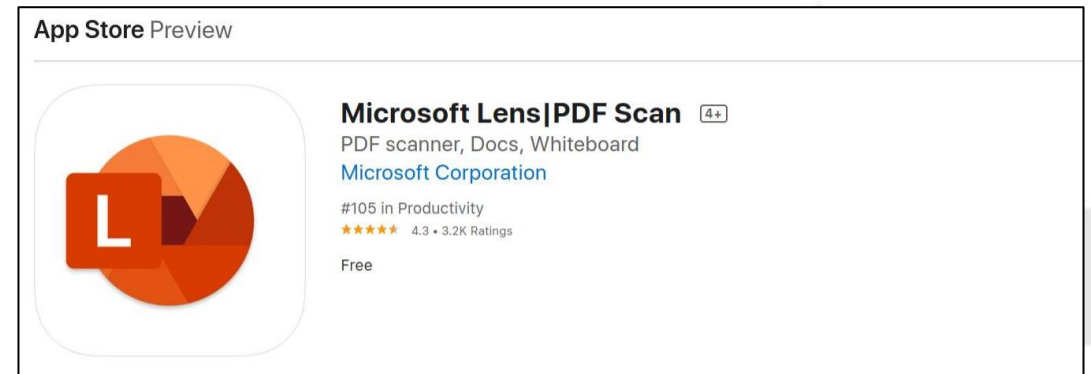 App Store Preview
Microsoft Lens|PDF Scan 4+
PDF scanner, Docs, Whiteboard
Microsoft Corporation
#105 in Productivity
★★★★★ 4.3 • 3.2K Ratings
Free
L